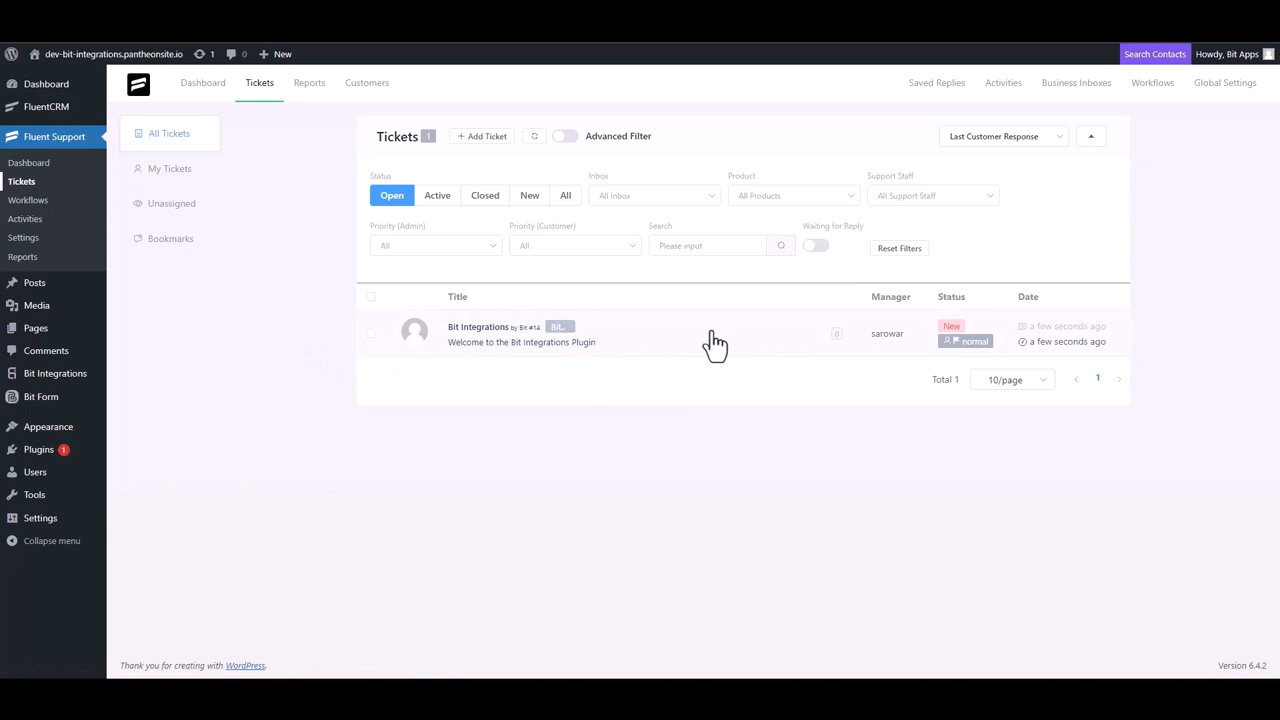 dev-bit-integrations.pantheonsite.io 1 0 New Search Contacts Howdy, Bit Apps
Dashboard
FluentCRM
Fluent Support
Dashboard
Tickets
Workflows
Activities
Settings
Reports
Posts
Media
Pages
Comments
Bit Integrations
Bit Form
Appearance
Plugins 1
Users
Tools
Settings
Collapse menu
Dashboard Tickets Reports Customers Saved Replies Activities Business Inboxes Workflows Global Settings
All Tickets
My Tickets
Unassigned
Bookmarks
Tickets 1 + Add Ticket Advanced Filter Last Customer Response
Status Inbox Product Support Staff
Open Active Closed New All All Inbox All Products All Support Staff
Priority (Admin) Priority (Customer) Search Waiting for Reply
All All Please input Reset Filters
Title Manager Status Date
Bit Integrations by Bit #14 Bit... 0 sarowar New a few seconds ago
Welcome to the Bit Integrations Plugin normal a few seconds ago
Total 1 10/page 1
Thank you for creating with WordPress. Version 6.4.2